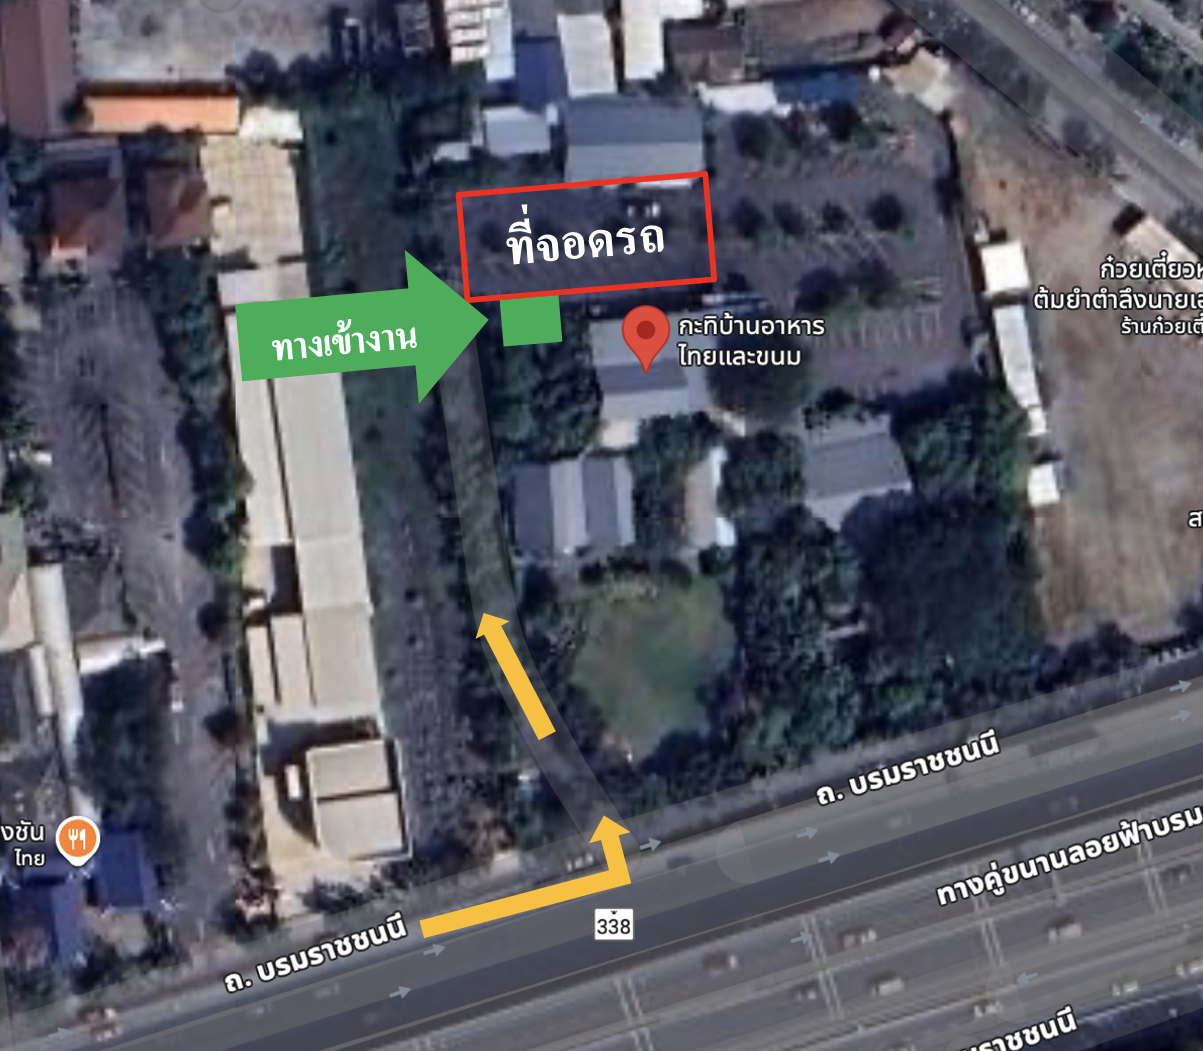 ที่จอดรถ
ทางเข้างาน
กะทิบ้านอาหาร
ไทยและขนม
ก๋วยเตี๋ยว
ต้มยำตำลึงนาย
ร้านก๋วยเตี๋
ส
งชัน
ไทย
ถ. บรมราชชนนี
ทางคู่ขนานลอยฟ้าบรม
338
ถ. บรมราชชนนี
าชชนนี